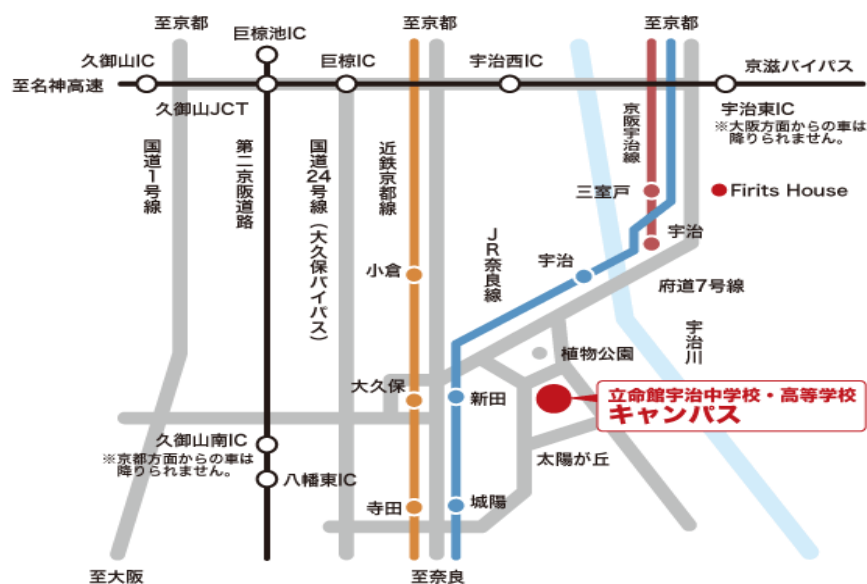 至京都
至京都
至京都
巨椋池IC
久御山IC
巨椋IC
宇治西IC
京滋バイパス
至名神高速
久御山JCT
宇治東IC
※大阪方面からの車は
降りられません。
国道1号線
第二京阪道路
国道24号線(大久保バイパス)
近鉄京都線
京阪宇治線
三室戸
Firits House
JR奈良線
宇治
宇治
小倉
府道7号線
宇治川
植物公園
大久保
新田
立命館宇治中学校・高等学校
キャンパス
久御山南IC
※京都方面からの車は
降りられません。
八幡東IC
太陽が丘
寺田
城陽
至大阪
至奈良